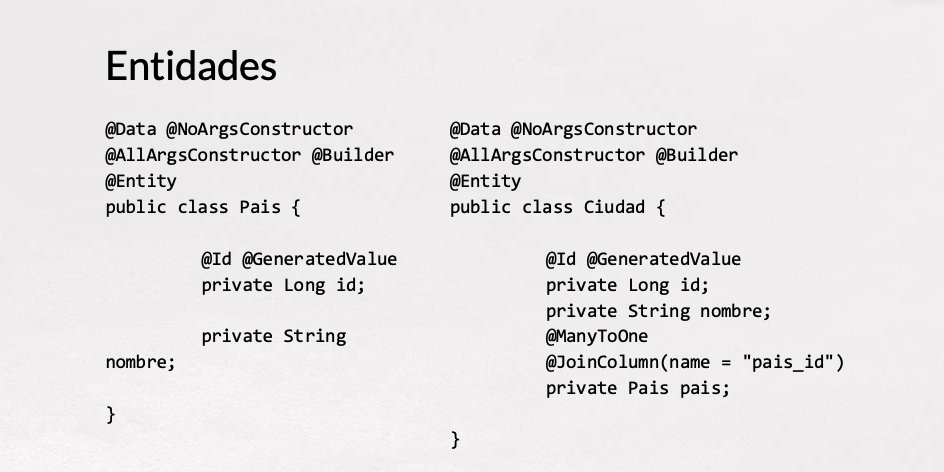 Entidades
@Data @NoArgsConstructor
@AllArgsConstructor @Builder
@Entity
public class Pais {
@Id @GeneratedValue
private Long id;
private String
nombre;
}
@Data @NoArgsConstructor
@AllArgsConstructor @Builder
@Entity
public class Ciudad {
@Id @GeneratedValue
private Long id;
private String nombre;
@ManyToOne
@JoinColumn(name = "pais_id")
private Pais pais;
}